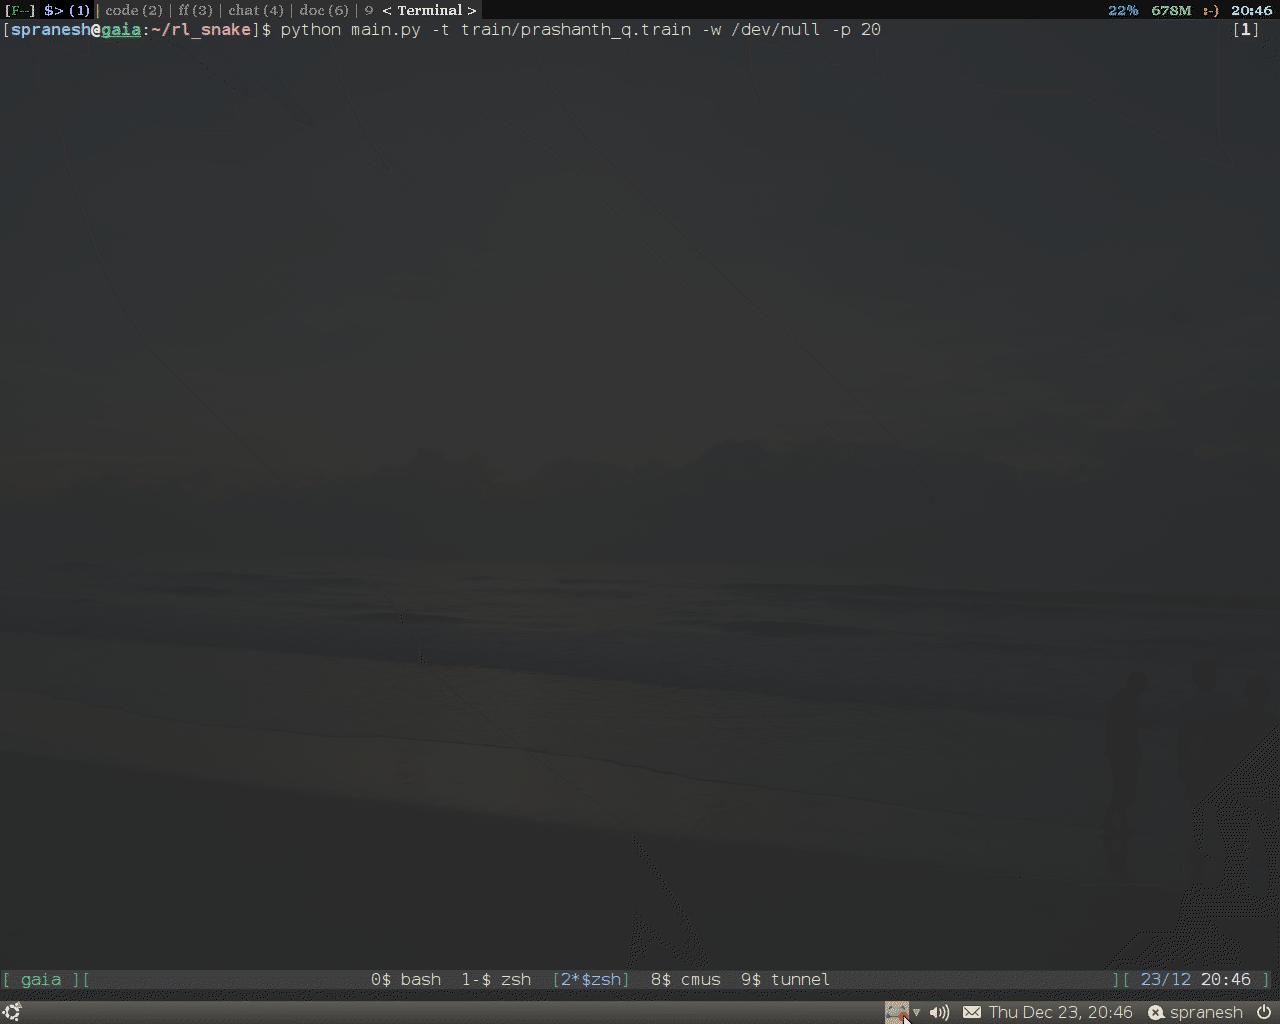 [F--] $> (1) | code (2) | ff (3) | chat (4) | doc (6) | 9 < Terminal > 22% 678M :-) 20:46
[spranesh@gaia:~/rl_snake]$ python main.py -t train/prashanth_q.train -w /dev/null -p 20 [1]
[ gaia ][ 0$ bash 1-$ zsh [2*$zsh] 8$ cmus 9$ tunnel ][ 23/12 20:46 ]
Thu Dec 23, 20:46 spranesh